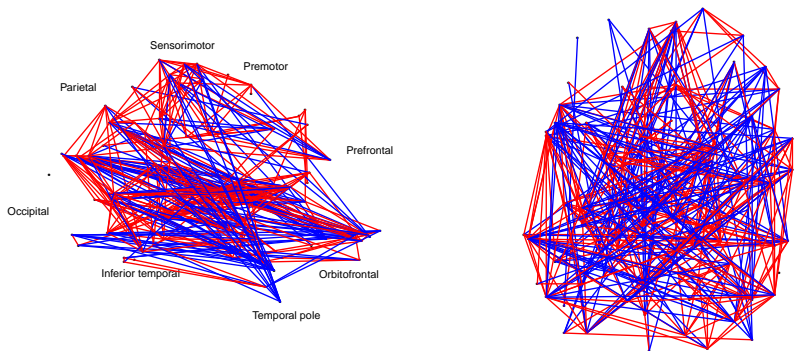 Sensorimotor
Premotor
Parietal
Prefrontal
Occipital
Inferior temporal
Orbitofrontal
Temporal pole